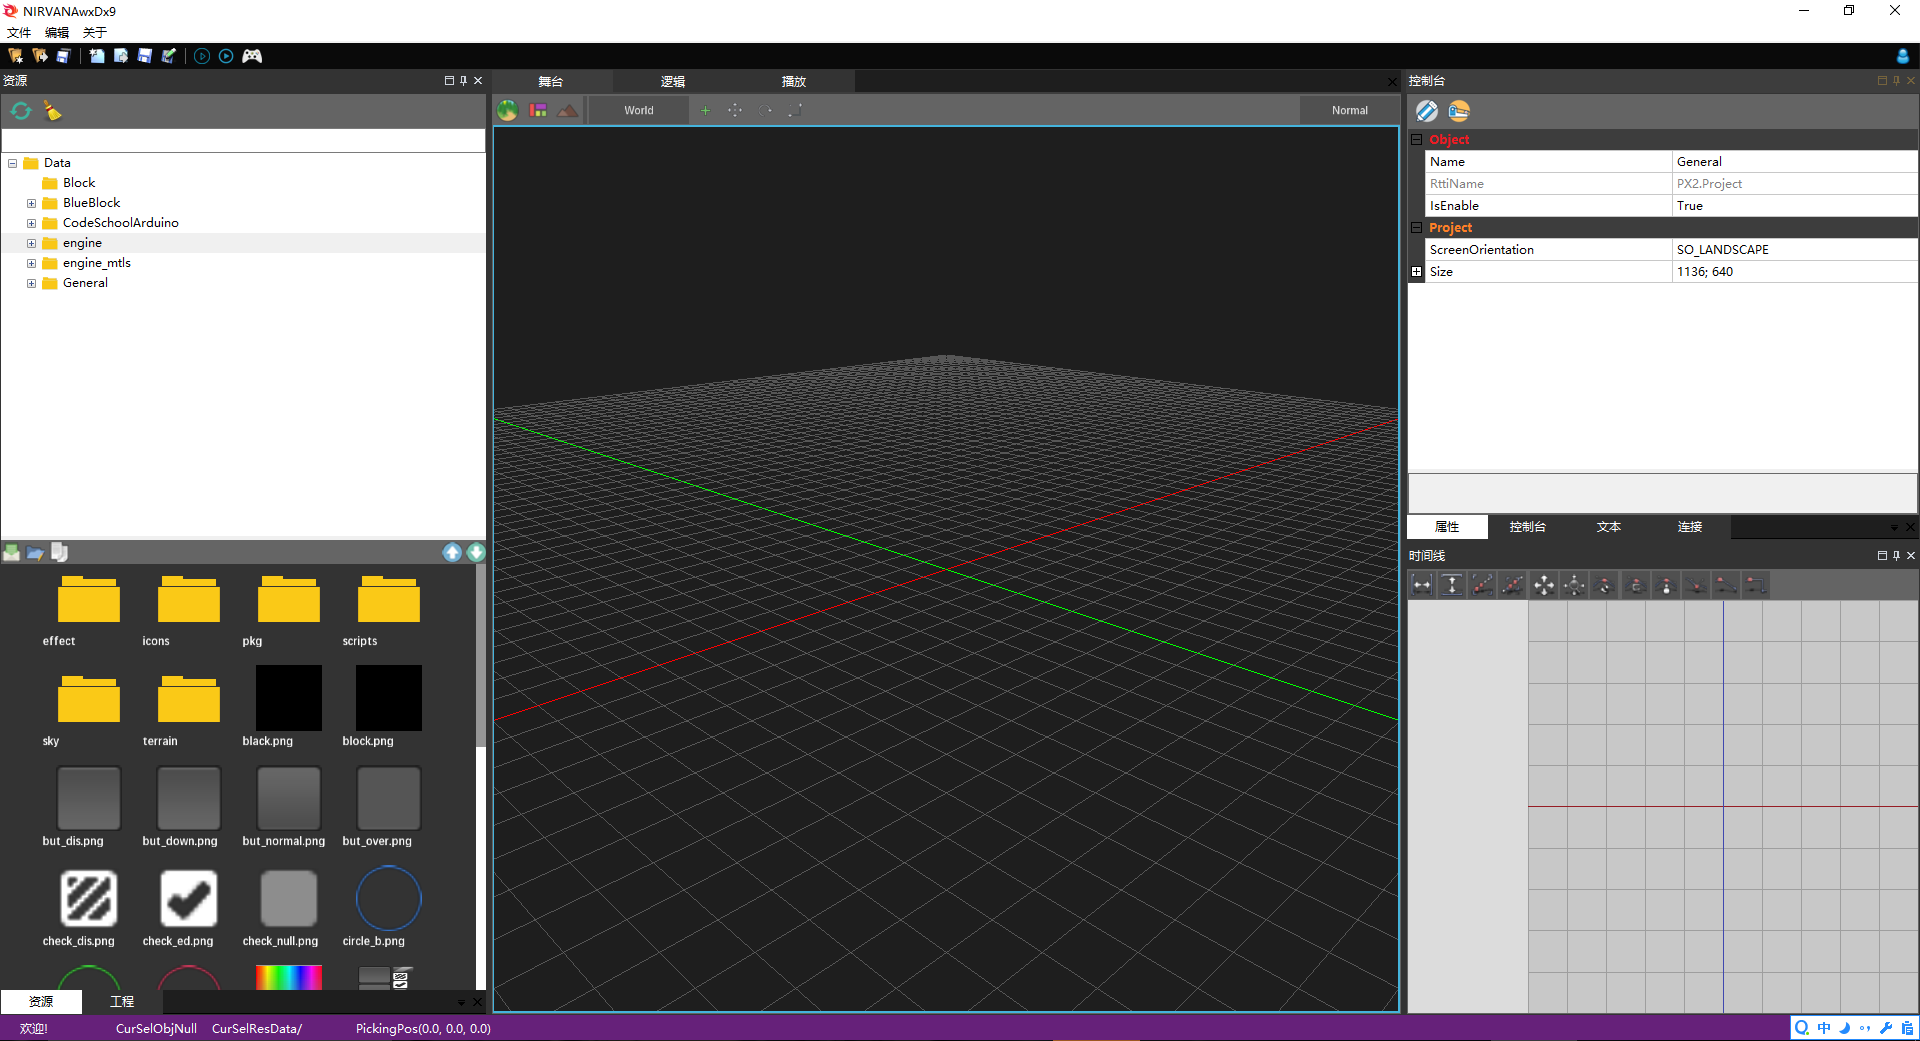 NIRVANAwxDx9
文件 编辑 关于
资源
Data
Block
BlueBlock
CodeSchoolArduino
engine
engine_mtls
General
effect icons pkg scripts
sky terrain black.png block.png
but_dis.png but_down.png but_normal.png but_over.png
check_dis.png check_ed.png check_null.png circle_b.png
资源 工程
舞台 逻辑 播放
World Normal
控制台
Object
Name General
RttiName PX2.Project
IsEnable True
Project
ScreenOrientation SO_LANDSCAPE
Size 1136; 640
属性 控制台 文本 连接
时间线
欢迎! CurSelObjNull CurSelResData/ PickingPos(0.0, 0.0, 0.0)
中